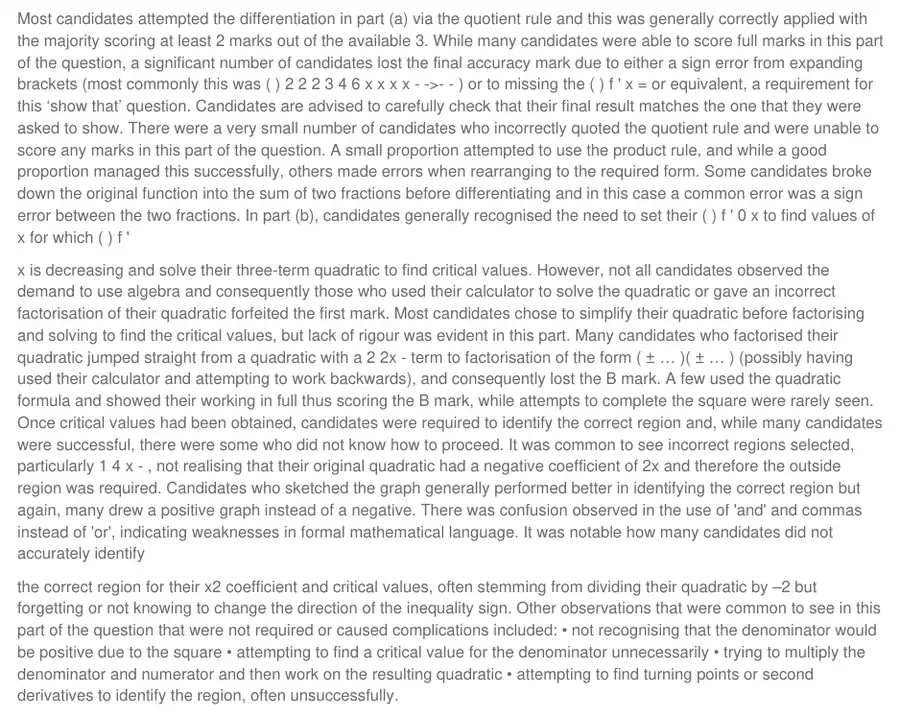 Most candidates attempted the differentiation in part (a) via the quotient rule and this was generally correctly applied with
the majority scoring at least 2 marks out of the available 3. While many candidates were able to score full marks in this part
of the question, a significant number of candidates lost the final accuracy mark due to either a sign error from expanding
brackets (most commonly this was ( ) 2 2 2 3 4 6 x x x x - ->- - ) or to missing the ( ) f ' x = or equivalent, a requirement for
this ‘show that’ question. Candidates are advised to carefully check that their final result matches the one that they were
asked to show. There were a very small number of candidates who incorrectly quoted the quotient rule and were unable to
score any marks in this part of the question. A small proportion attempted to use the product rule, and while a good
proportion managed this successfully, others made errors when rearranging to the required form. Some candidates broke
down the original function into the sum of two fractions before differentiating and in this case a common error was a sign
error between the two fractions. In part (b), candidates generally recognised the need to set their ( ) f ' 0 x to find values of
x for which ( ) f '
x is decreasing and solve their three-term quadratic to find critical values. However, not all candidates observed the
demand to use algebra and consequently those who used their calculator to solve the quadratic or gave an incorrect
factorisation of their quadratic forfeited the first mark. Most candidates chose to simplify their quadratic before factorising
and solving to find the critical values, but lack of rigour was evident in this part. Many candidates who factorised their
quadratic jumped straight from a quadratic with a 2 2x - term to factorisation of the form ( ± … )( ± … ) (possibly having
used their calculator and attempting to work backwards), and consequently lost the B mark. A few used the quadratic
formula and showed their working in full thus scoring the B mark, while attempts to complete the square were rarely seen.
Once critical values had been obtained, candidates were required to identify the correct region and, while many candidates
were successful, there were some who did not know how to proceed. It was common to see incorrect regions selected,
particularly 1 4 x - , not realising that their original quadratic had a negative coefficient of 2x and therefore the outside
region was required. Candidates who sketched the graph generally performed better in identifying the correct region but
again, many drew a positive graph instead of a negative. There was confusion observed in the use of 'and' and commas
instead of 'or', indicating weaknesses in formal mathematical language. It was notable how many candidates did not
accurately identify
the correct region for their x2 coefficient and critical values, often stemming from dividing their quadratic by –2 but
forgetting or not knowing to change the direction of the inequality sign. Other observations that were common to see in this
part of the question that were not required or caused complications included: • not recognising that the denominator would
be positive due to the square • attempting to find a critical value for the denominator unnecessarily • trying to multiply the
denominator and numerator and then work on the resulting quadratic • attempting to find turning points or second
derivatives to identify the region, often unsuccessfully.